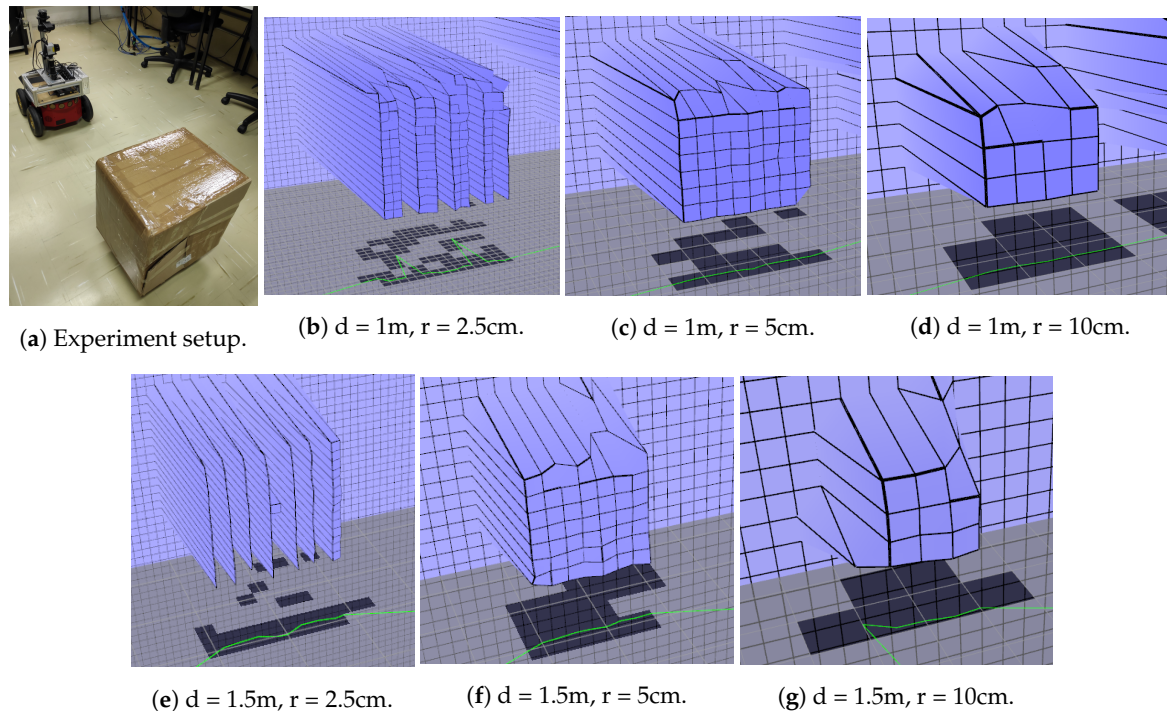 (a) Experiment setup.
(b) d = 1m, r = 2.5cm.
(c) d = 1m, r = 5cm.
(d) d = 1m, r = 10cm.
(e) d = 1.5m, r = 2.5cm.
(f) d = 1.5m, r = 5cm.
(g) d = 1.5m, r = 10cm.